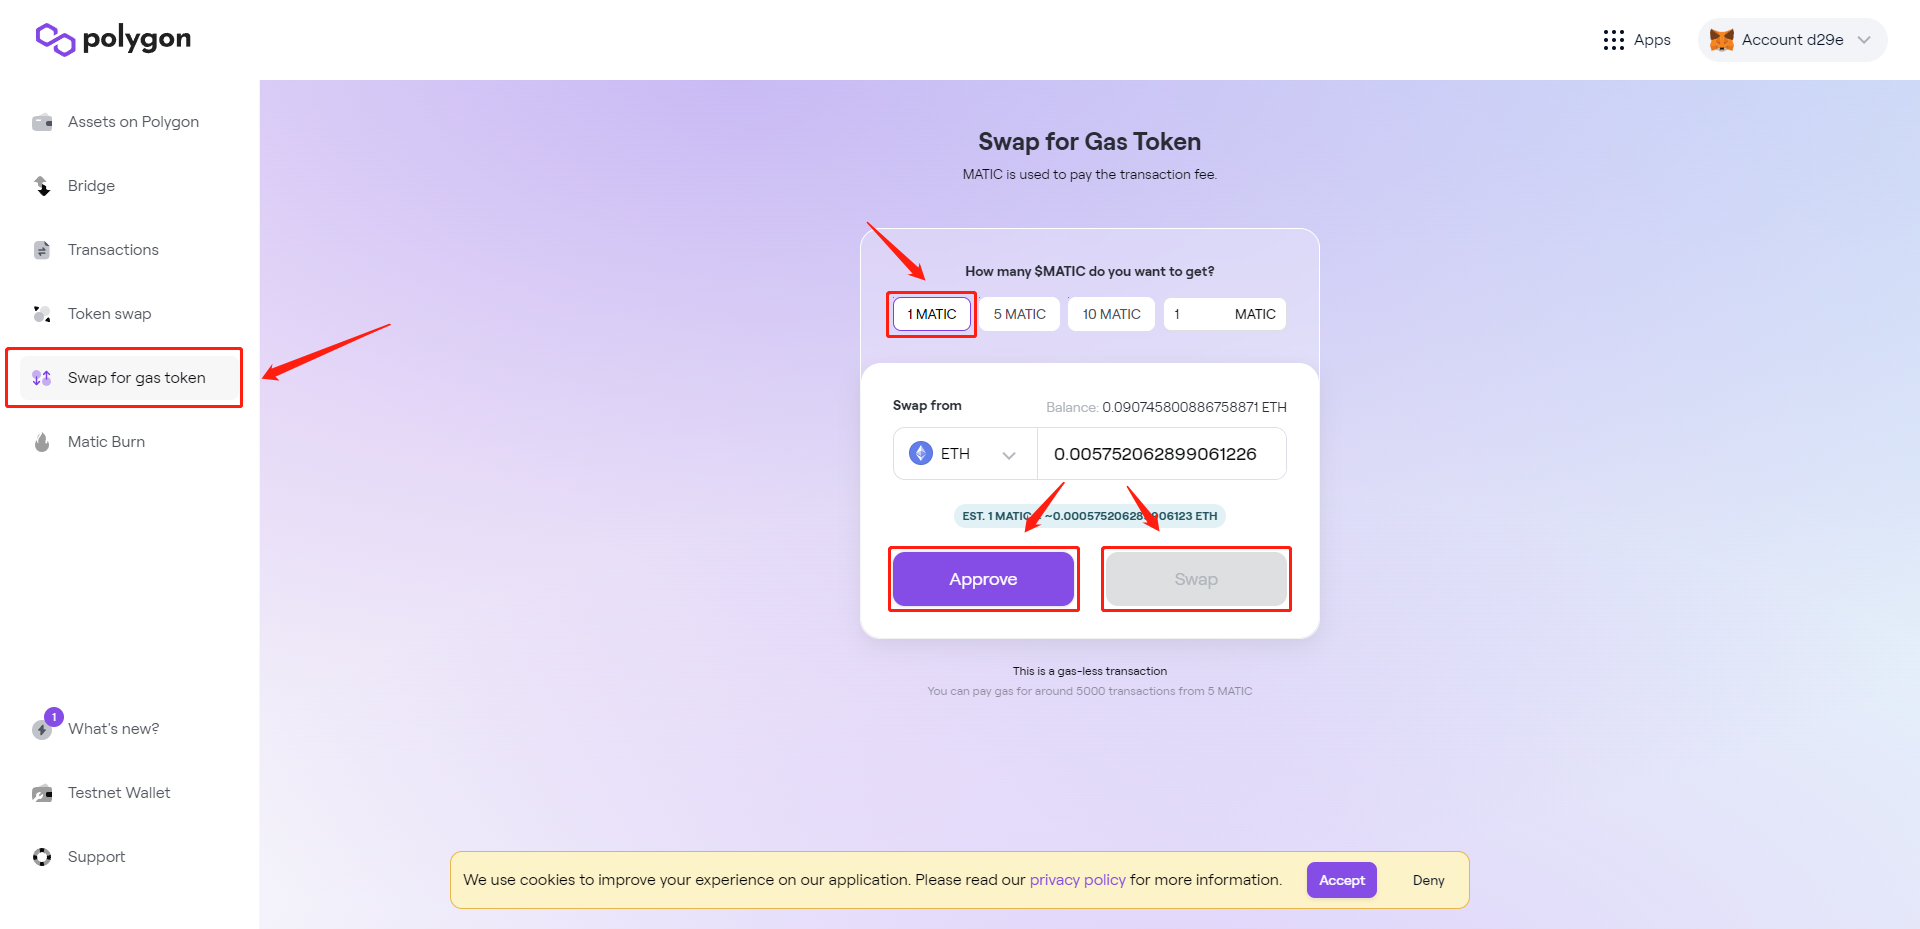 polygon
Apps
Account d29e
Assets on Polygon
Bridge
Transactions
Token swap
Swap for gas token
Matic Burn
What's new?
1
Testnet Wallet
Support
Swap for Gas Token
MATIC is used to pay the transaction fee.
How many $MATIC do you want to get?
1 MATIC 5 MATIC 10 MATIC 1 MATIC
Swap from Balance: 0.090745800886758871 ETH
ETH 0.005752062899061226
EST. 1 MATIC ~0.000575206289906123 ETH
Approve Swap
This is a gas-less transaction
You can pay gas for around 5000 transactions from 5 MATIC
We use cookies to improve your experience on our application. Please read our privacy policy for more information. Accept Deny